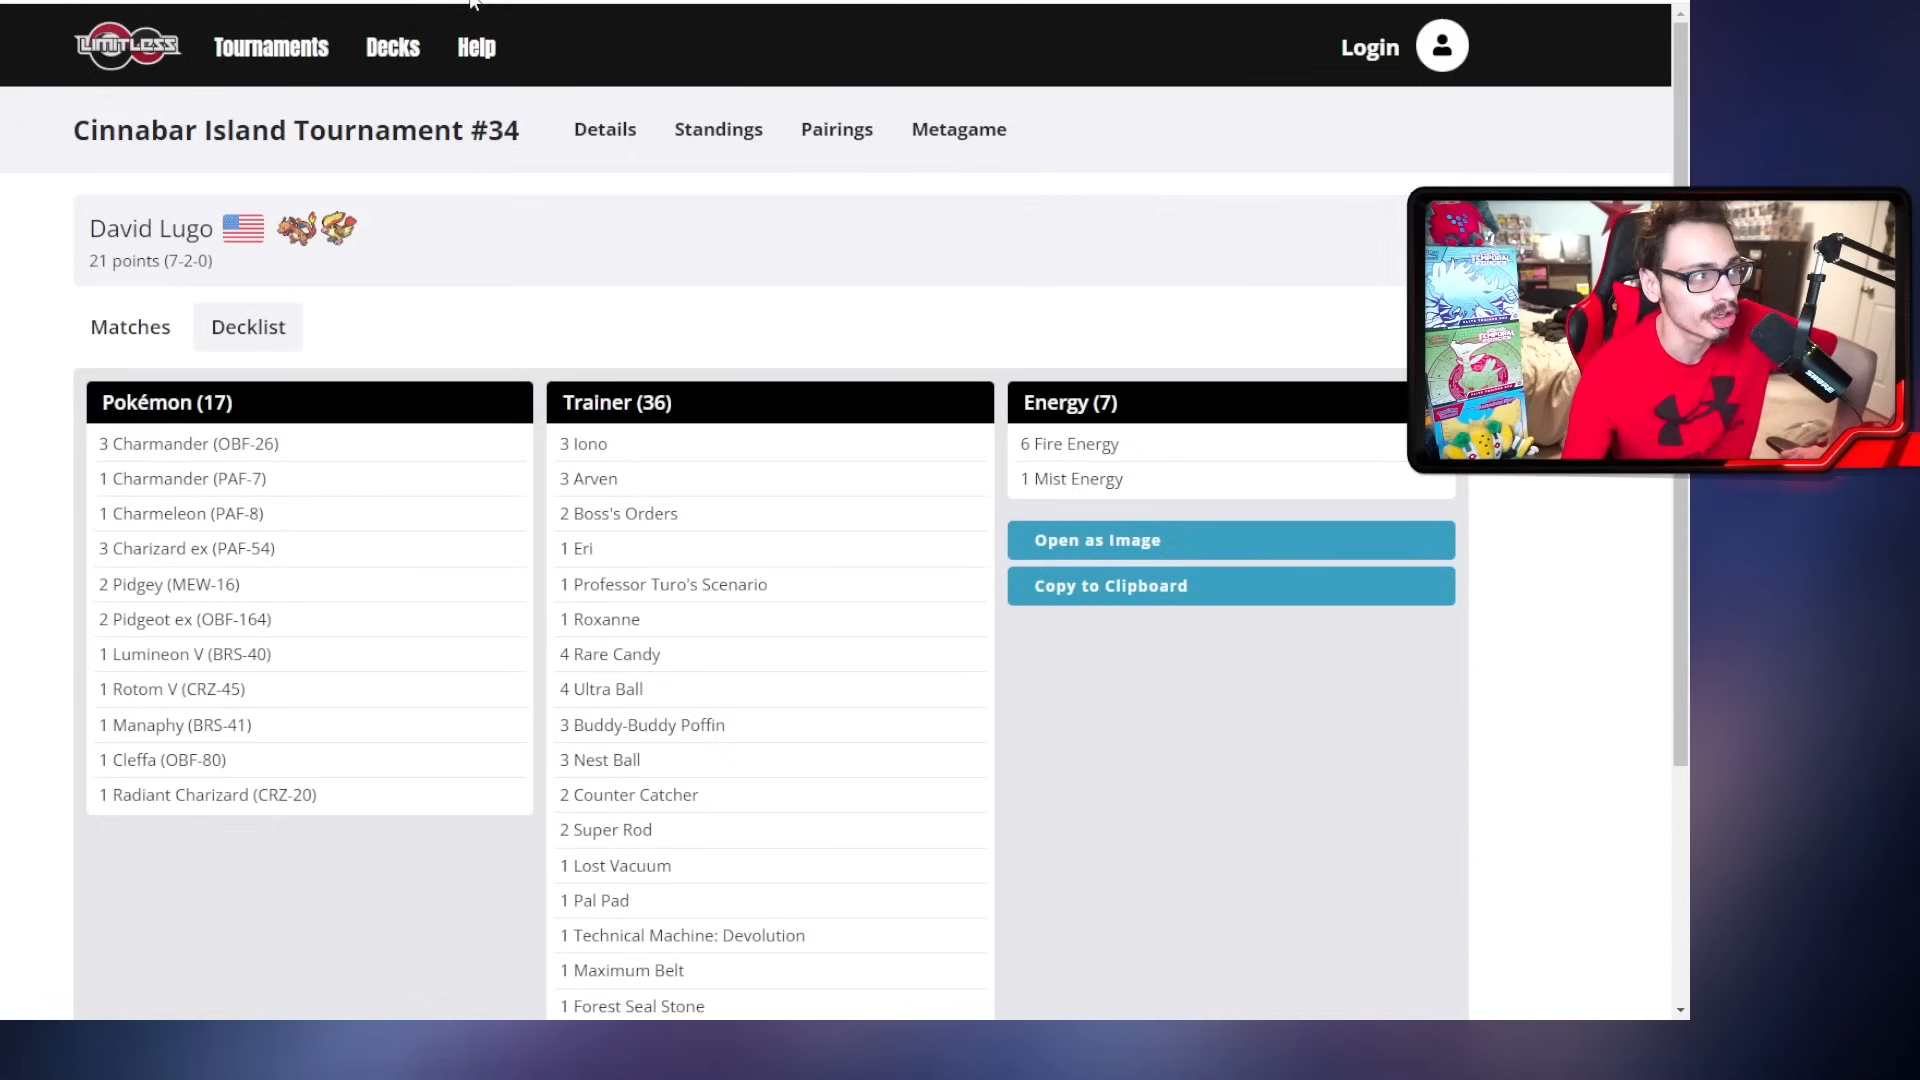 LIMITLESS
Tournaments
Decks
Help
Login
Cinnabar Island Tournament #34
Details
Standings
Pairings
Metagame
David Lugo
21 points (7-2-0)
Matches
Decklist
Pokémon (17)
3 Charmander (OBF-26)
1 Charmander (PAF-7)
1 Charmeleon (PAF-8)
3 Charizard ex (PAF-54)
2 Pidgey (MEW-16)
2 Pidgeot ex (OBF-164)
1 Lumineon V (BRS-40)
1 Rotom V (CRZ-45)
1 Manaphy (BRS-41)
1 Cleffa (OBF-80)
1 Radiant Charizard (CRZ-20)
Trainer (36)
3 Iono
3 Arven
2 Boss's Orders
1 Eri
1 Professor Turo's Scenario
1 Roxanne
4 Rare Candy
4 Ultra Ball
3 Buddy-Buddy Poffin
3 Nest Ball
2 Counter Catcher
2 Super Rod
1 Lost Vacuum
1 Pal Pad
1 Technical Machine: Devolution
1 Maximum Belt
1 Forest Seal Stone
Energy (7)
6 Fire Energy
1 Mist Energy
Open as Image
Copy to Clipboard
TEMPORAL FORCES
SHURE